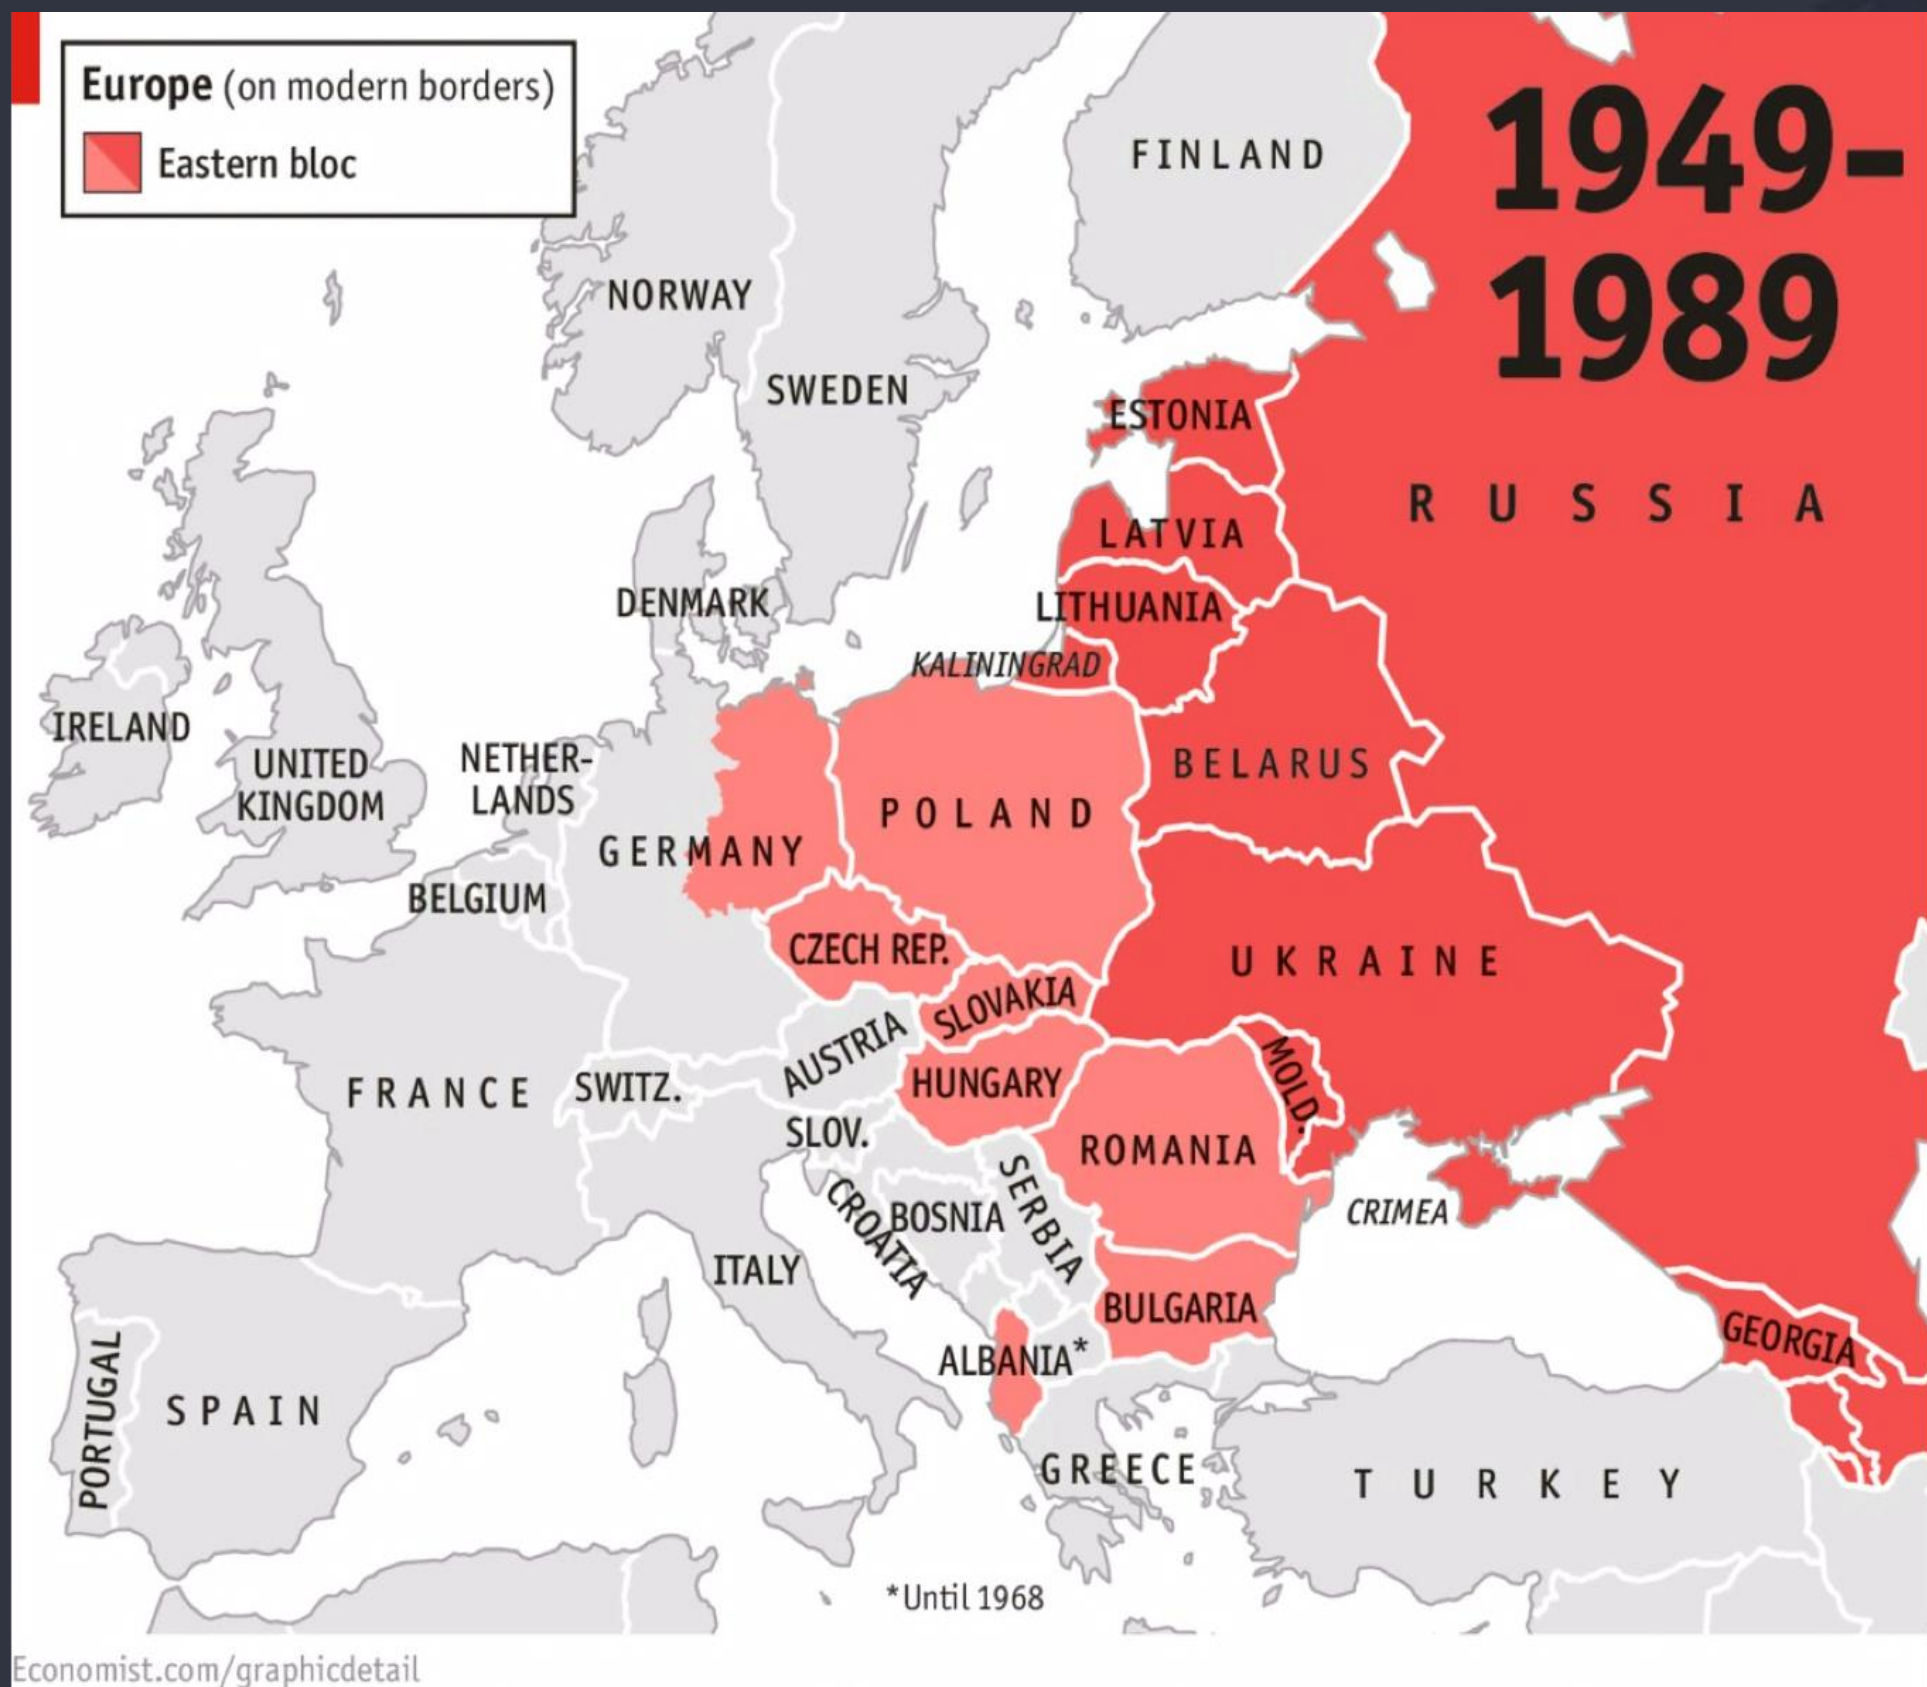 Europe (on modern borders)
Eastern bloc
1949-
1989
FINLAND
NORWAY
SWEDEN
ESTONIA
RUSSIA
LATVIA
DENMARK
LITHUANIA
KALININGRAD
IRELAND
UNITED
KINGDOM
NETHER-
LANDS
BELARUS
POLAND
GERMANY
BELGIUM
CZECH REP.
UKRAINE
SLOVAKIA
AUSTRIA
FRANCE
SWITZ.
HUNGARY
MOLD.
SLOV.
ROMANIA
CROATIA
BOSNIA
SERBIA
CRIMEA
ITALY
BULGARIA
GEORGIA
ALBANIA*
PORTUGAL
SPAIN
GREECE
TURKEY
*Until 1968
Economist.com/graphicdetail